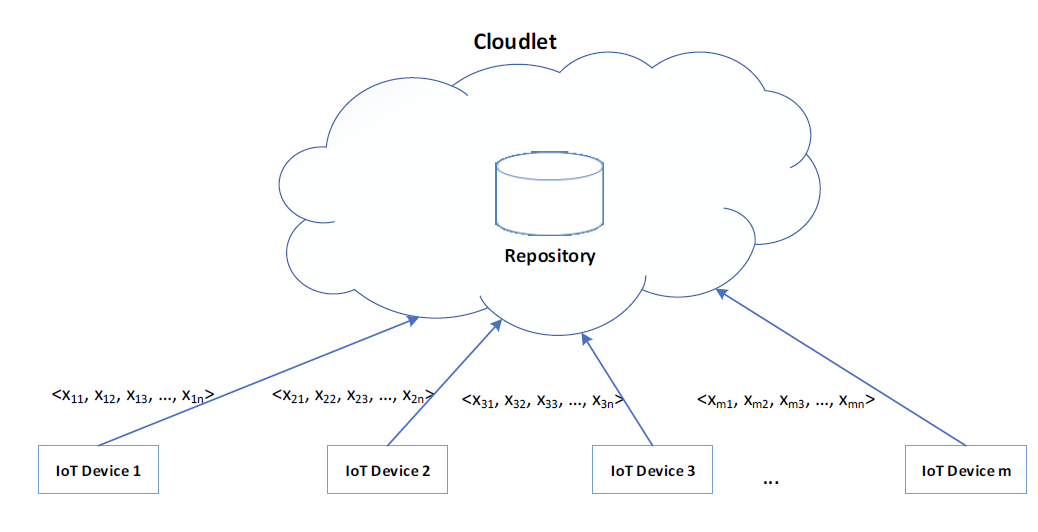 Cloudlet
Repository
<x11, x12, x13, ..., x1n>
<x21, x22, x23, ..., x2n>
<x31, x32, x33, ..., x3n>
<xm1, xm2, xm3, ..., xmn>
IoT Device 1
IoT Device 2
IoT Device 3
...
IoT Device m